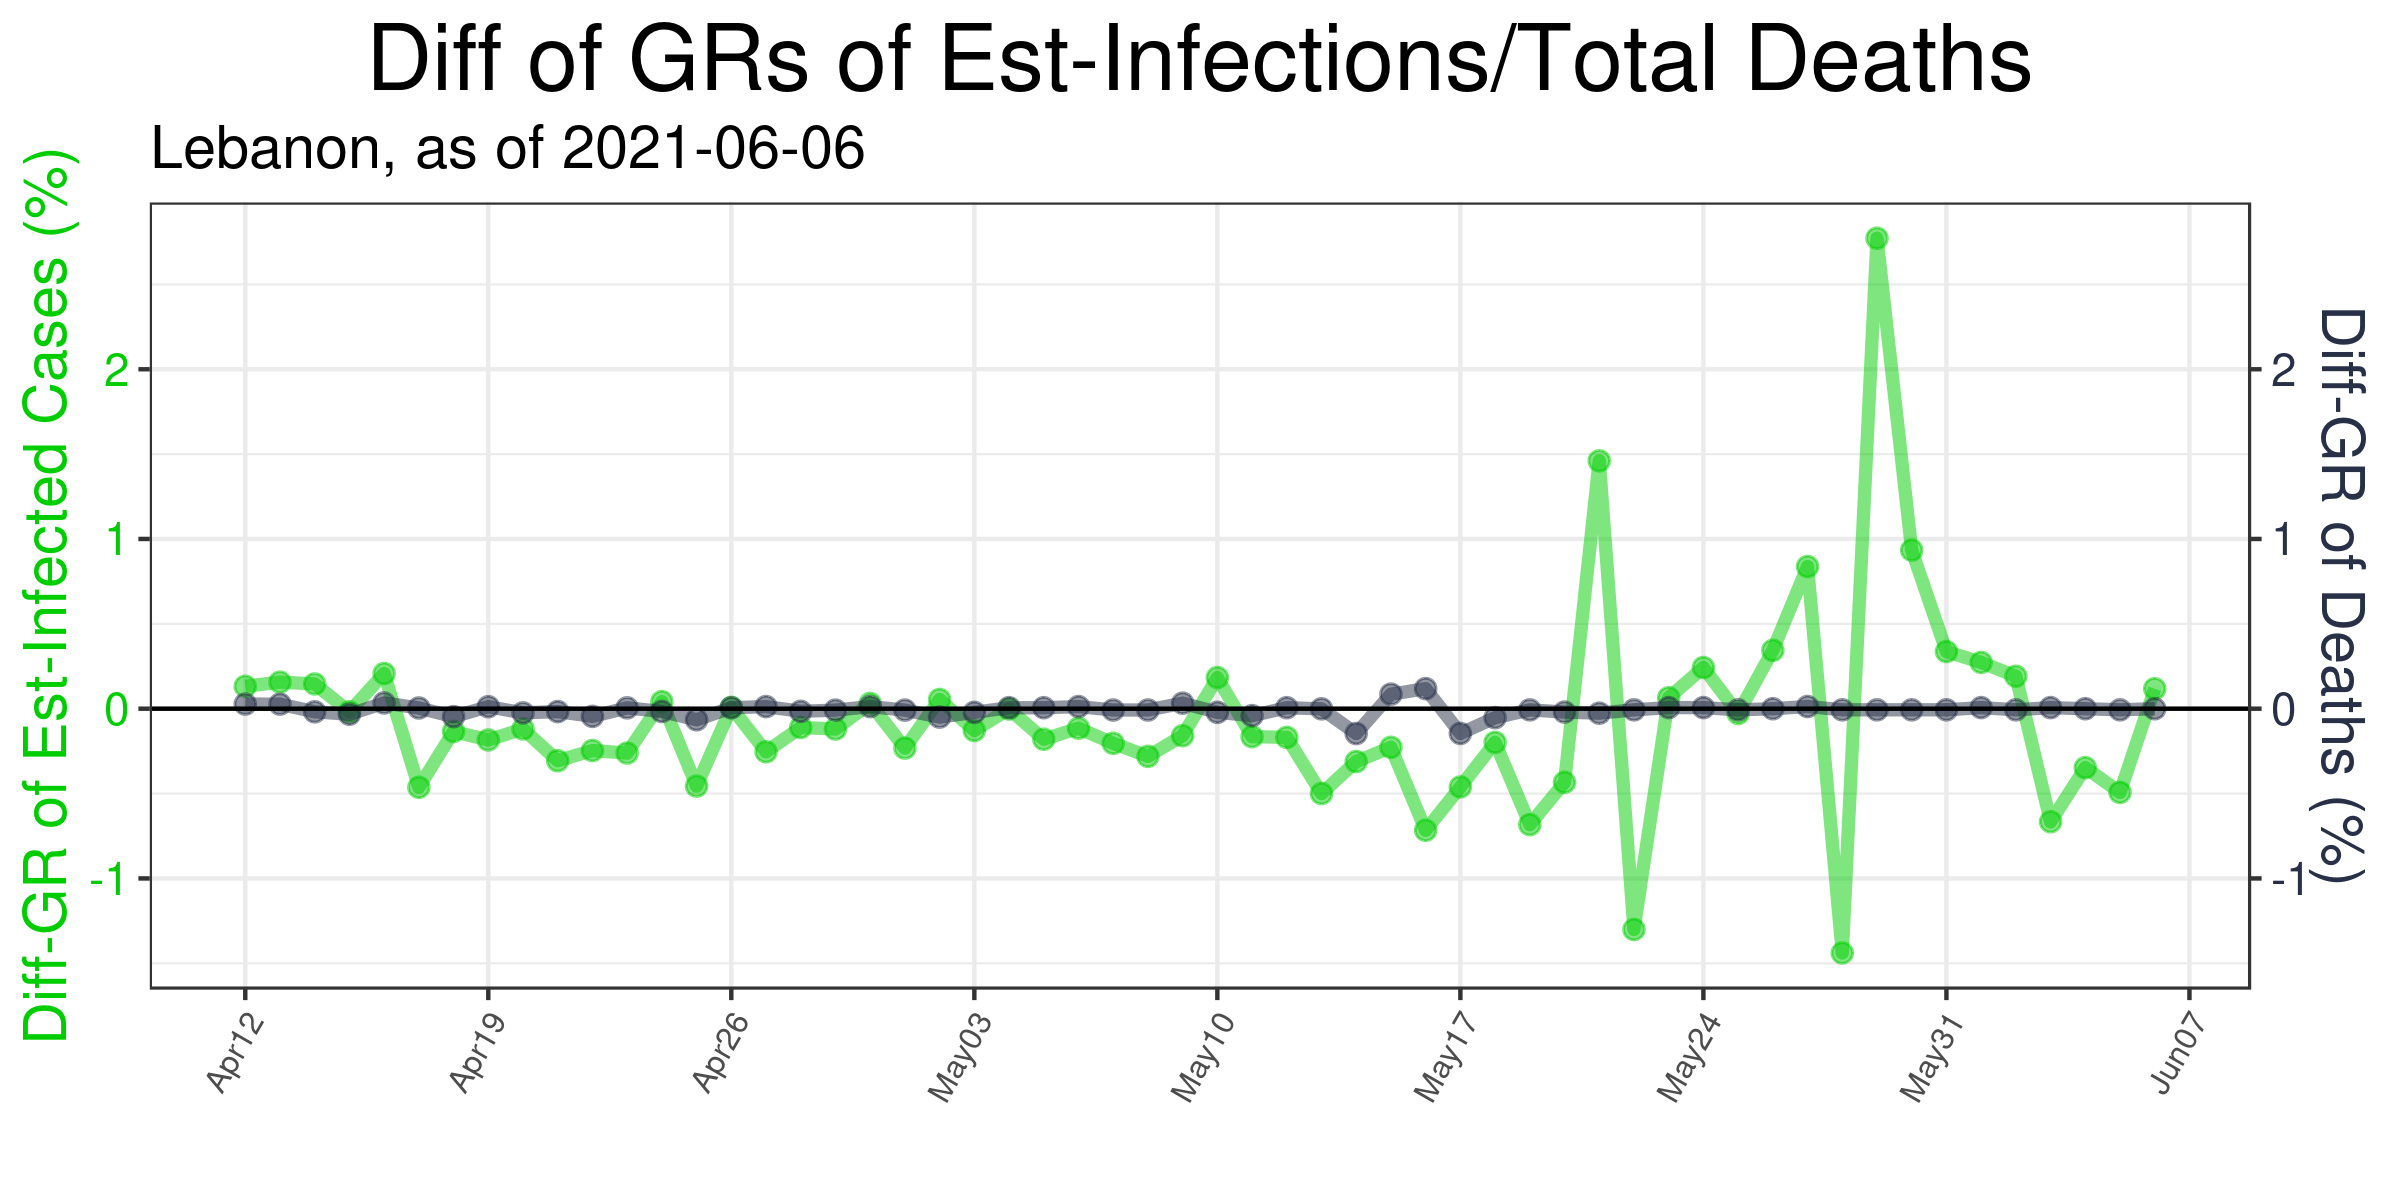 Diff of GRs of Est-Infections/Total Deaths
Lebanon, as of 2021-06-06
Diff-GR of Est-Infected Cases (%)
2
1
0
-1
2
1
0
-1
Diff-GR of Deaths (%)
Apr12
Apr19
Apr26
May03
May10
May17
May24
May31
Jun07